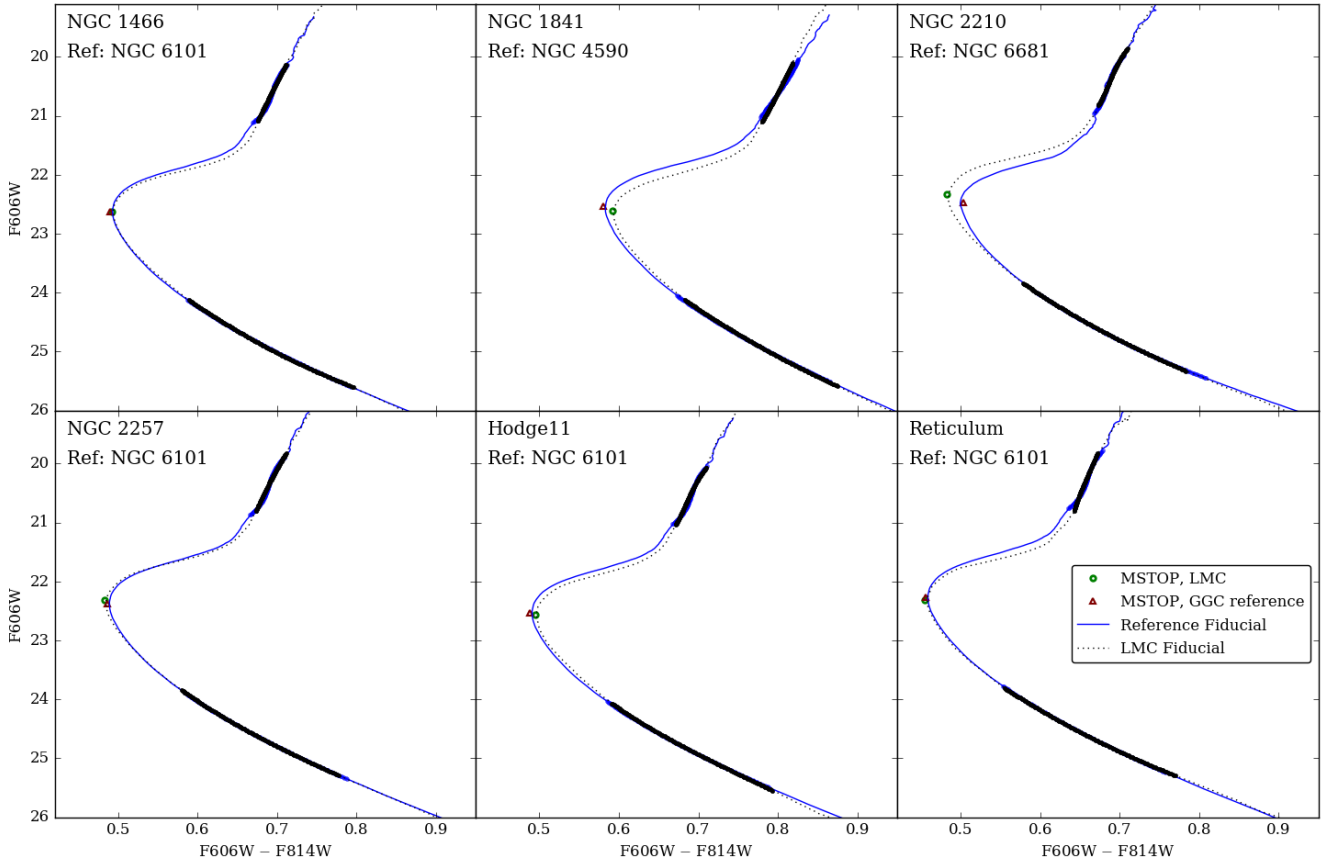 NGC 1466
Ref: NGC 6101
NGC 1841
Ref: NGC 4590
NGC 2210
Ref: NGC 6681
20
21
22
23
24
25
26
F606W
NGC 2257
Ref: NGC 6101
Hodge11
Ref: NGC 6101
Reticulum
Ref: NGC 6101
MSTOP, LMC
MSTOP, GGC reference
Reference Fiducial
LMC Fiducial
20
21
22
23
24
25
26
F606W
0.5 0.6 0.7 0.8 0.9
0.5 0.6 0.7 0.8 0.9
0.5 0.6 0.7 0.8 0.9
F606W − F814W
F606W − F814W
F606W − F814W